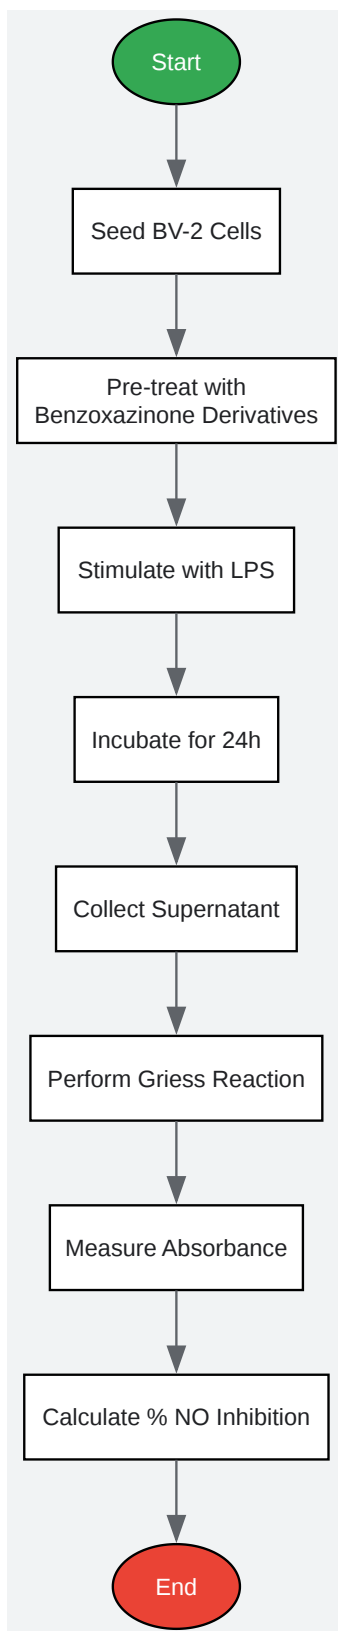 Start
Seed BV-2 Cells
Pre-treat with
Benzoxazinone Derivatives
Stimulate with LPS
Incubate for 24h
Collect Supernatant
Perform Griess Reaction
Measure Absorbance
Calculate % NO Inhibition
End